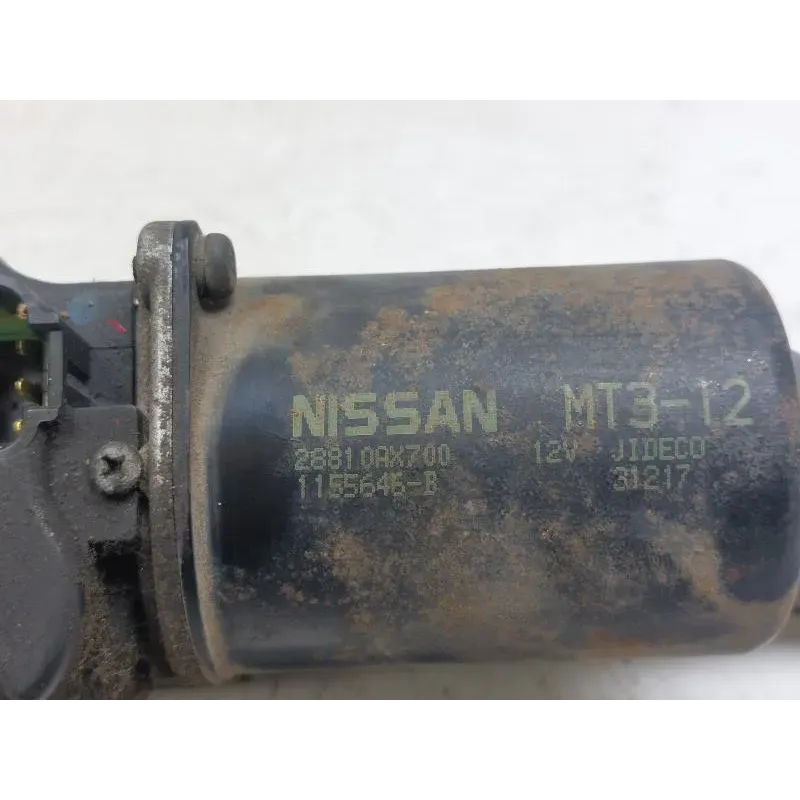 NISSAN MT3-12
28810AX700 12V JIDECO
1155646-B 31217